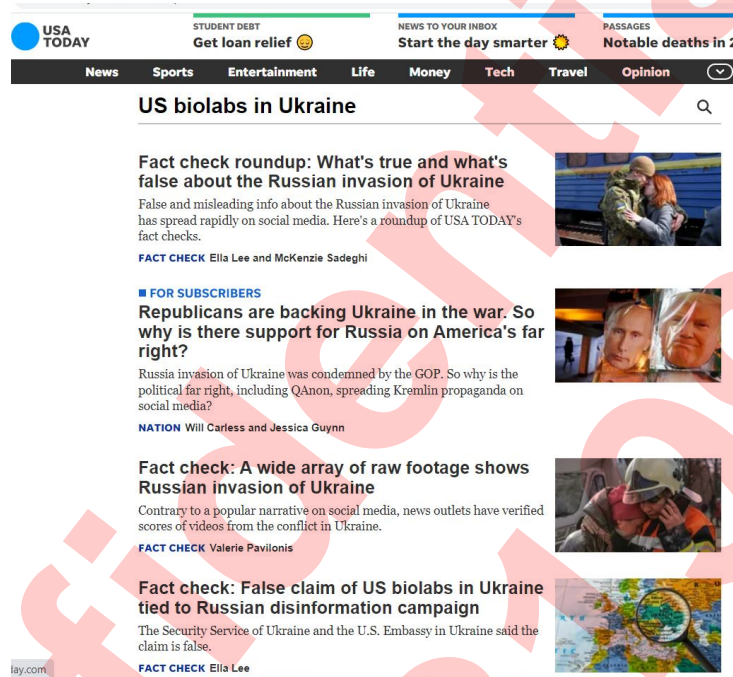 USA
TODAY
STUDENT DEBT
Get loan relief 😑
NEWS TO YOUR INBOX
Start the day smarter
PASSAGES
Notable deaths in 2
News Sports Entertainment Life Money Tech Travel Opinion
US biolabs in Ukraine
Fact check roundup: What's true and what's
false about the Russian invasion of Ukraine
False and misleading info about the Russian invasion of Ukraine
has spread rapidly on social media. Here's a roundup of USA TODAY's
fact checks.
FACT CHECK Ella Lee and McKenzie Sadeghi
FOR SUBSCRIBERS
Republicans are backing Ukraine in the war. So
why is there support for Russia on America's far
right?
Russia invasion of Ukraine was condemned by the GOP. So why is the
political far right, including QAnon, spreading Kremlin propaganda on
social media?
NATION Will Carless and Jessica Guynn
Fact check: A wide array of raw footage shows
Russian invasion of Ukraine
Contrary to a popular narrative on social media, news outlets have verified
scores of videos from the conflict in Ukraine.
FACT CHECK Valerie Pavilonis
Fact check: False claim of US biolabs in Ukraine
tied to Russian disinformation campaign
The Security Service of Ukraine and the U.S. Embassy in Ukraine said the
claim is false.
FACT CHECK Ella Lee
lay.com
fidential